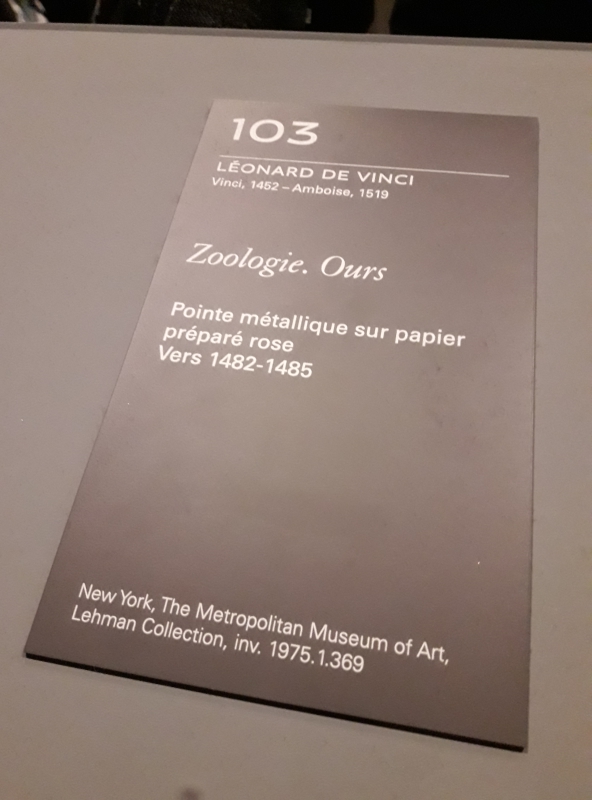 103
LÉONARD DE VINCI
Vinci, 1452 – Amboise, 1519
Zoologie. Ours
Pointe métallique sur papier
préparé rose
Vers 1482-1485
New York, The Metropolitan Museum of Art,
Lehman Collection, inv. 1975.1.369